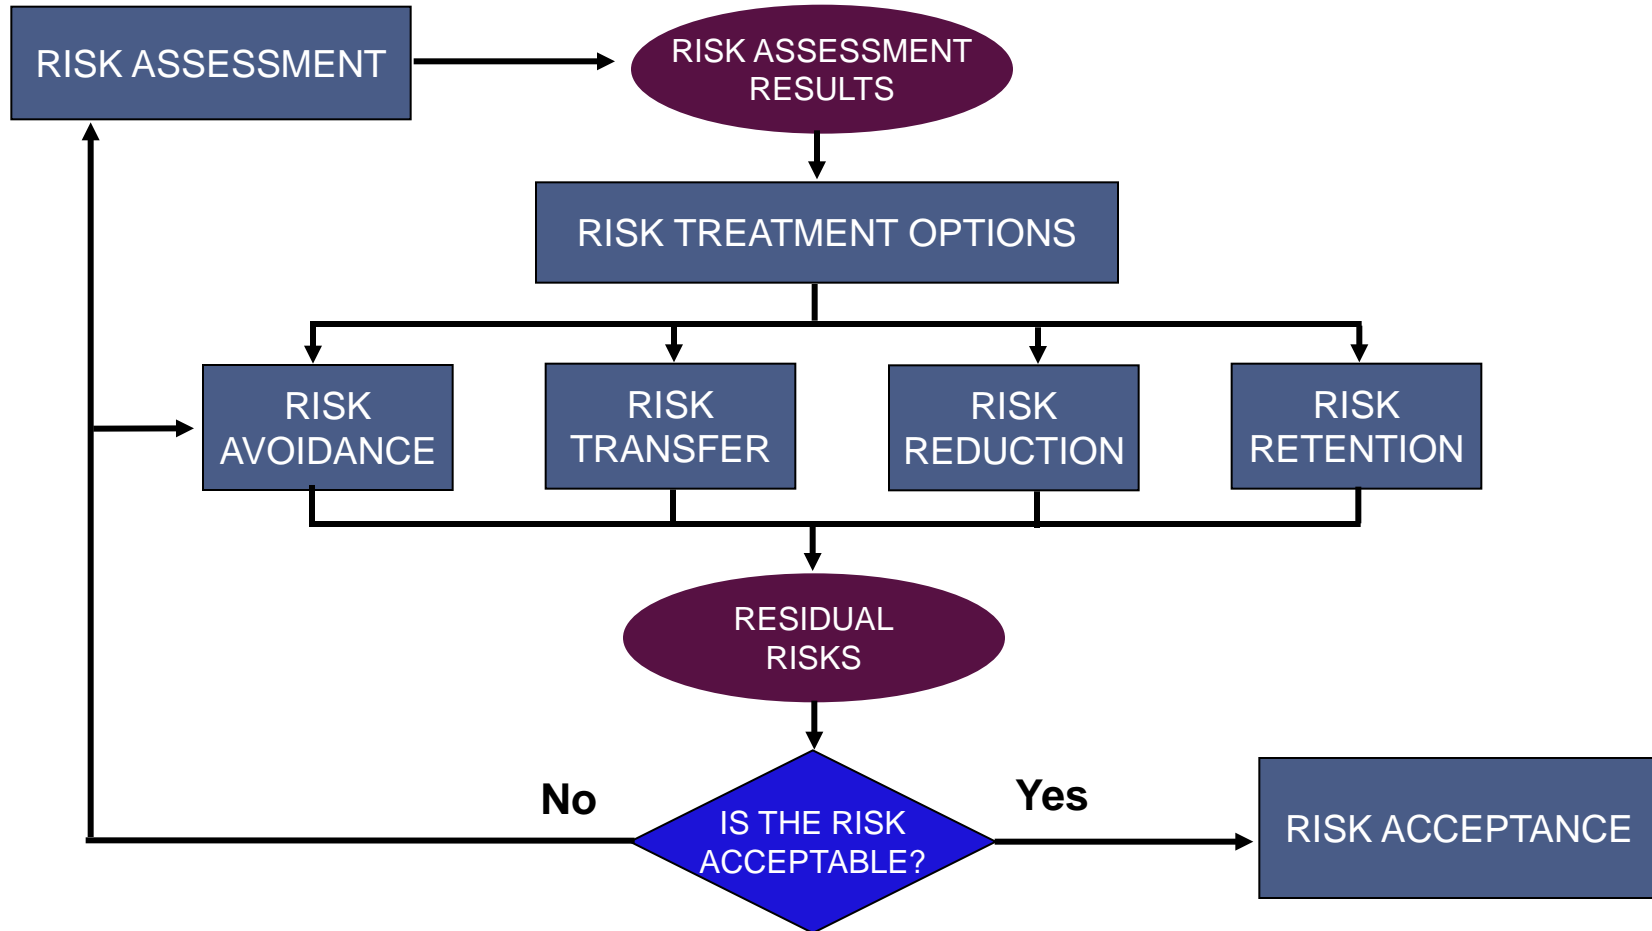 RISK ASSESSMENT
RISK ASSESSMENT
RESULTS
RISK TREATMENT OPTIONS
RISK
AVOIDANCE
RISK
TRANSFER
RISK
REDUCTION
RISK
RETENTION
RESIDUAL
RISKS
No
Yes
IS THE RISK
ACCEPTABLE?
RISK ACCEPTANCE